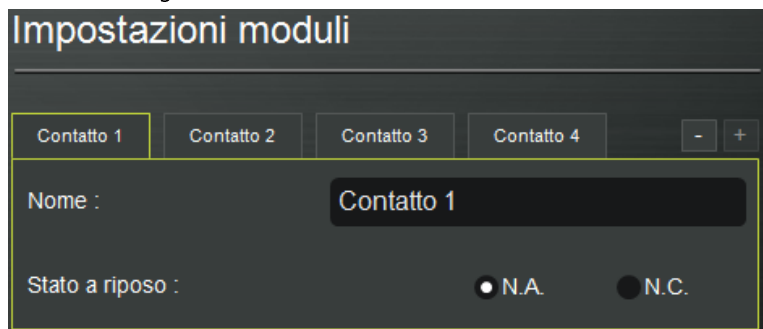 Impostazioni moduli
Contatto 1 Contatto 2 Contatto 3 Contatto 4 - +
Nome : Contatto 1
Stato a riposo : N.A. N.C.